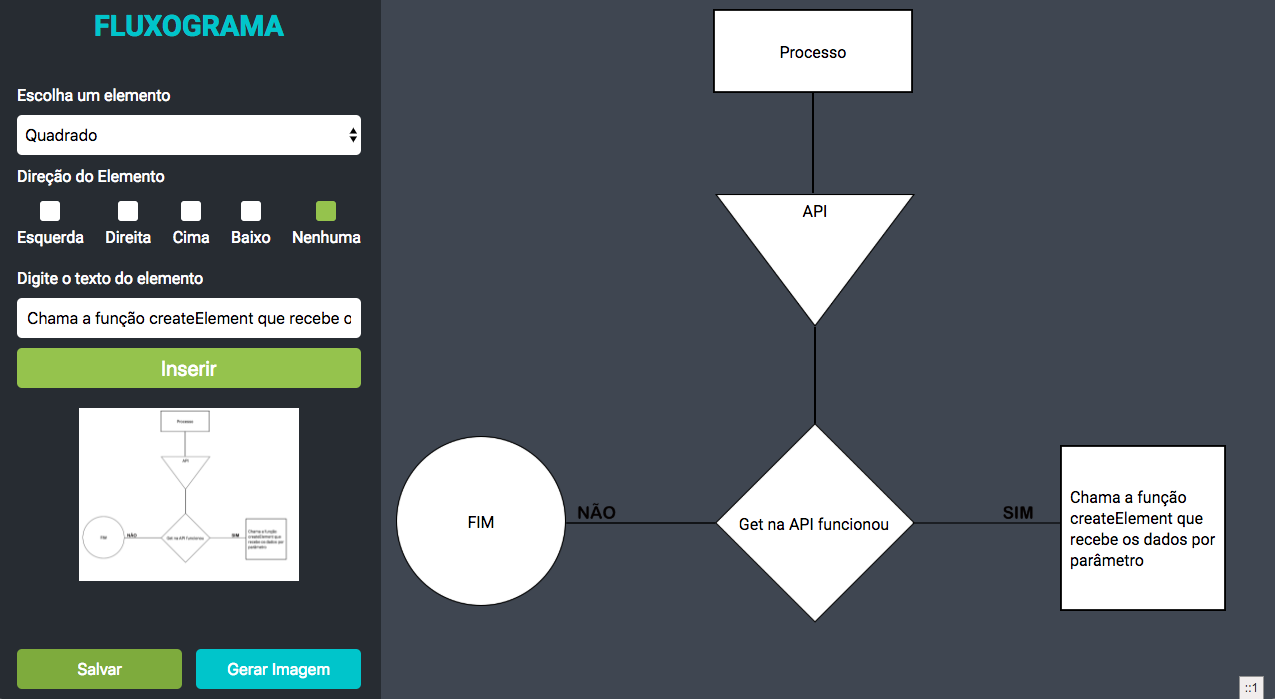 FLUXOGRAMA
Escolha um elemento
Quadrado
Direção do Elemento
Esquerda
Direita
Cima
Baixo
Nenhuma
Digite o texto do elemento
Chama a função createElement que recebe o
Inserir
Processo
API
FIM
NÃO
Get na API funcionou
SIM
Chama a função
createElement que
recebe os dados por
parâmetro
Salvar
Gerar Imagem
Processo
API
FIM
NÃO
Get na API funcionou
SIM
Chama a função
createElement que
recebe os dados por
parâmetro
::1